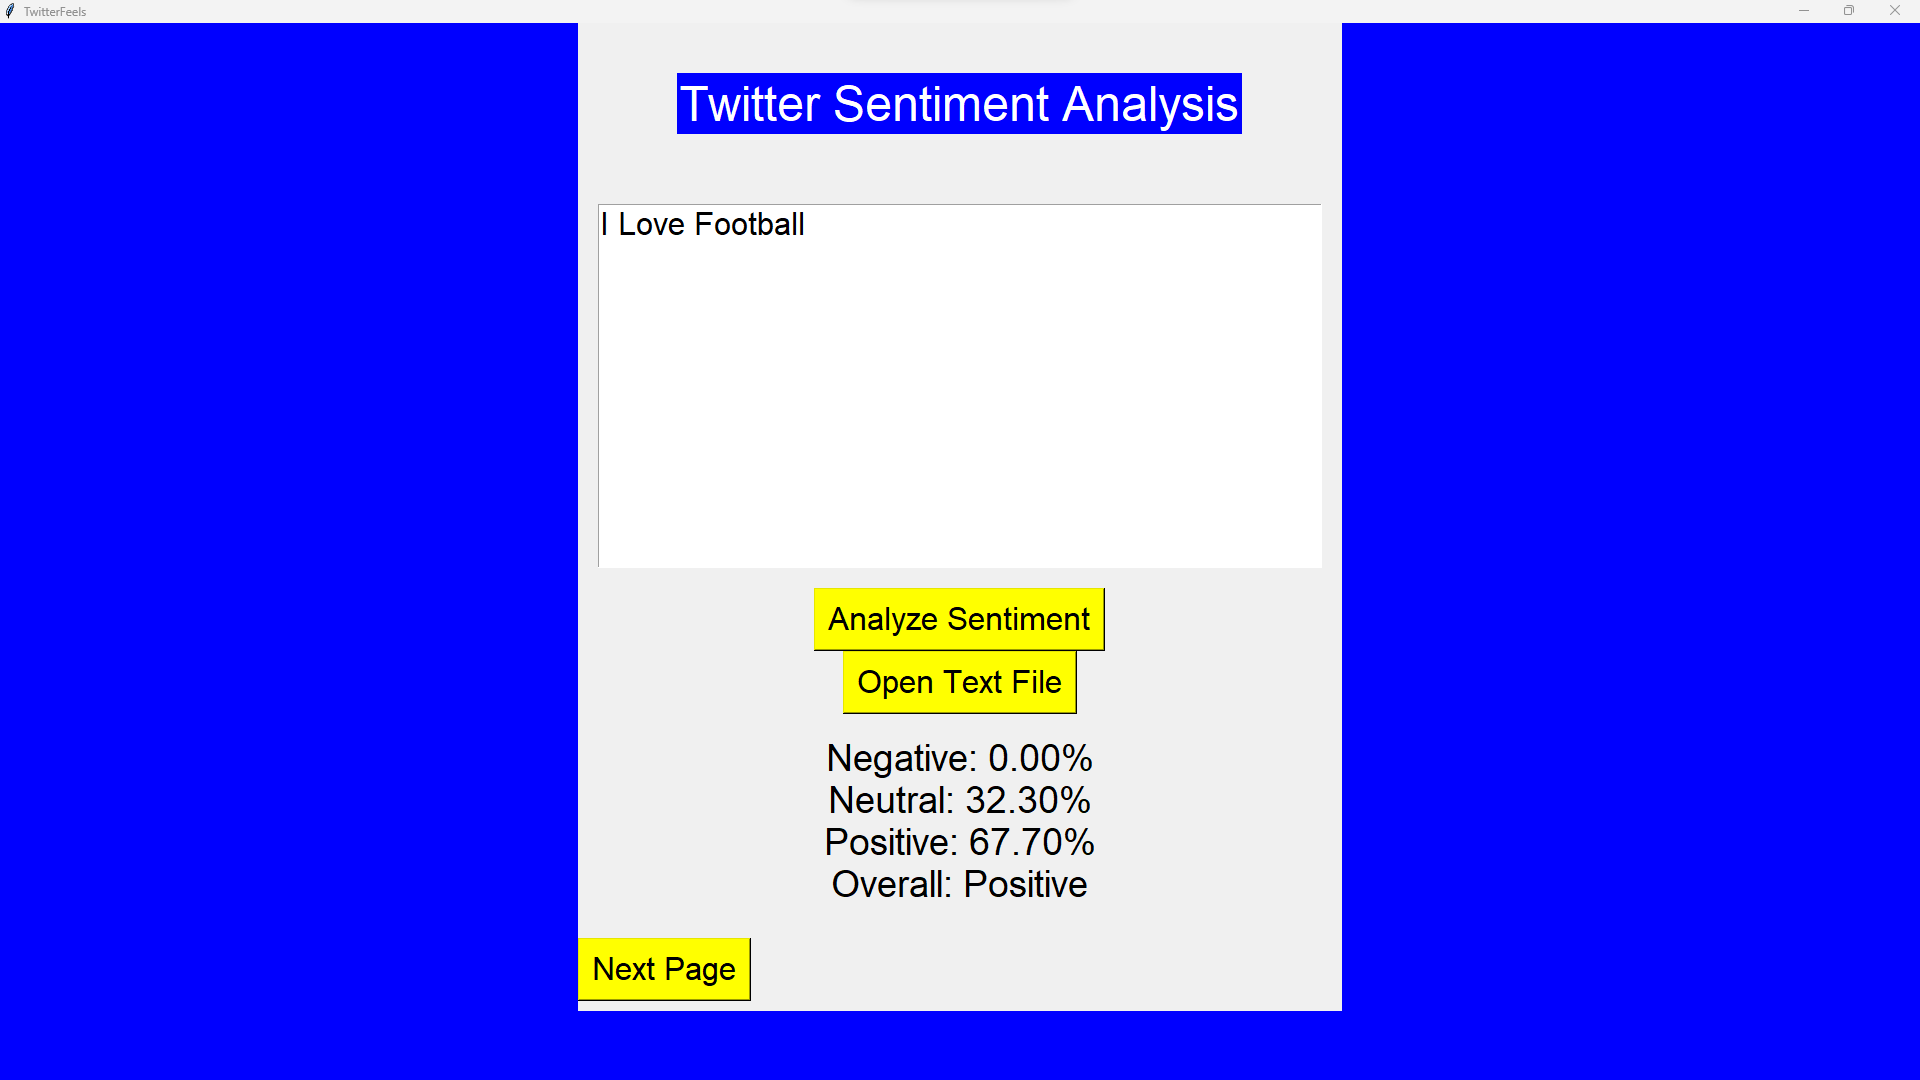 TwitterFeels
Twitter Sentiment Analysis
I Love Football
Analyze Sentiment
Open Text File
Negative: 0.00%
Neutral: 32.30%
Positive: 67.70%
Overall: Positive
Next Page